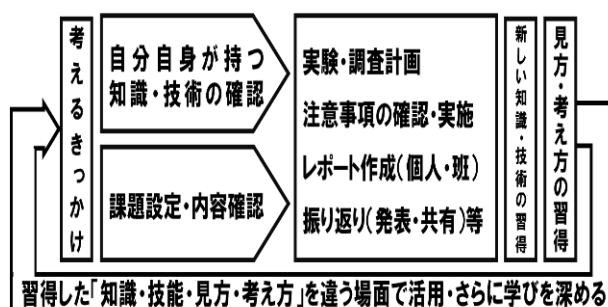 考えるきっかけ
自分自身が持つ
知識・技術の確認
課題設定・内容確認
実験・調査計画
注意事項の確認・実施
レポート作成(個人・班)
振り返り(発表・共有)等
新しい知識・技術の習得
見方・考え方の習得
習得した「知識・技能・見方・考え方」を違う場面で活用・さらに学びを深める